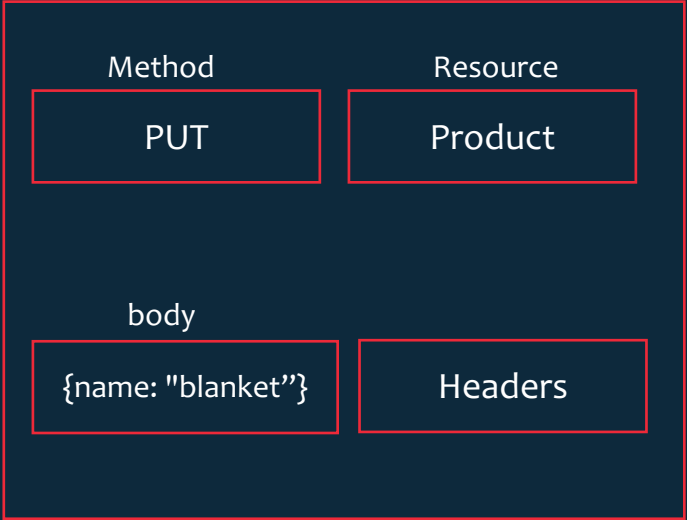 Method
Resource
PUT
Product
body
{name: "blanket”}
Headers